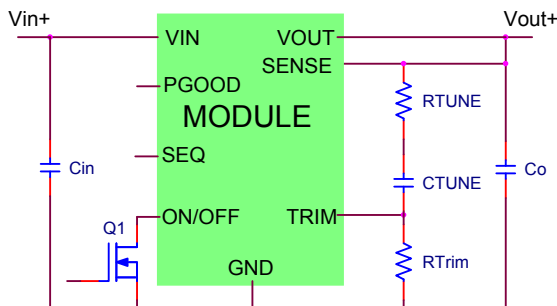 Vin+
Vout+
VIN
VOUT
SENSE
PGOOD
RTUNE
MODULE
SEQ
Cin
CTUNE
Co
ON/OFF
TRIM
Q1
RTrim
GND